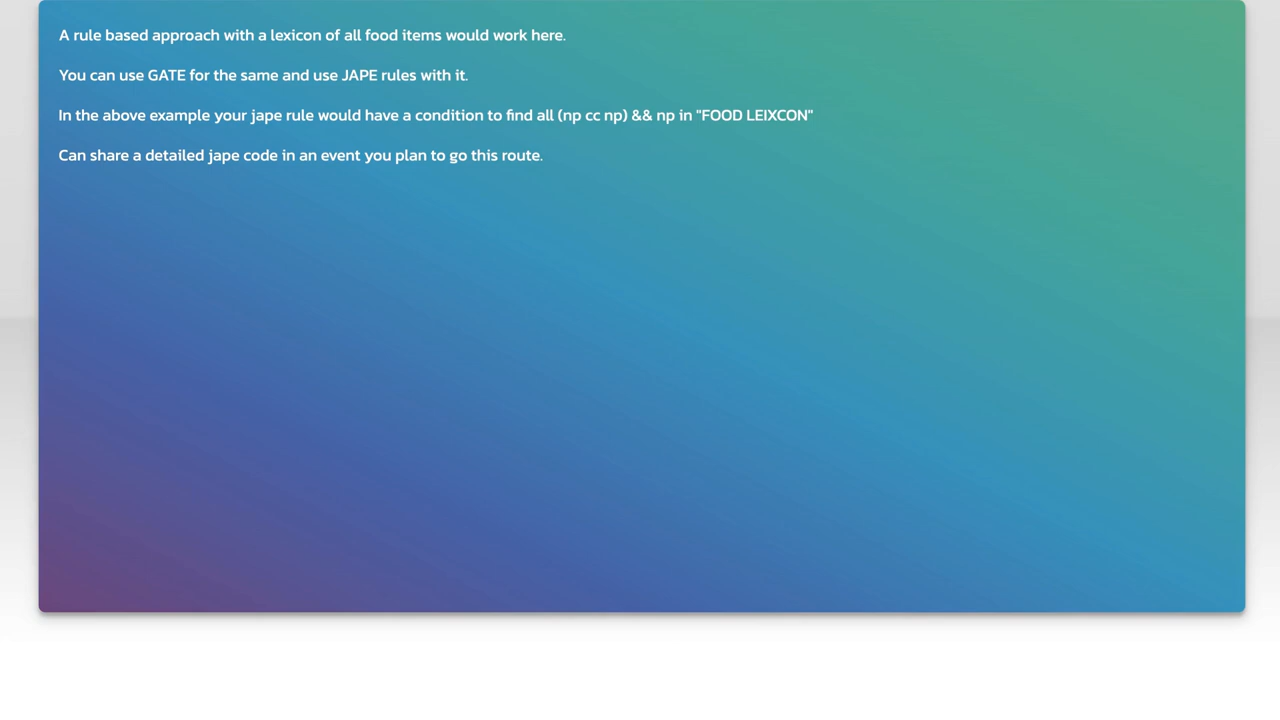 A rule based approach with a lexicon of all food items would work here.
You can use GATE for the same and use JAPE rules with it.
In the above example your jape rule would have a condition to find all (np cc np) && np in "FOOD LEIXCON"
Can share a detailed jape code in an event you plan to go this route.